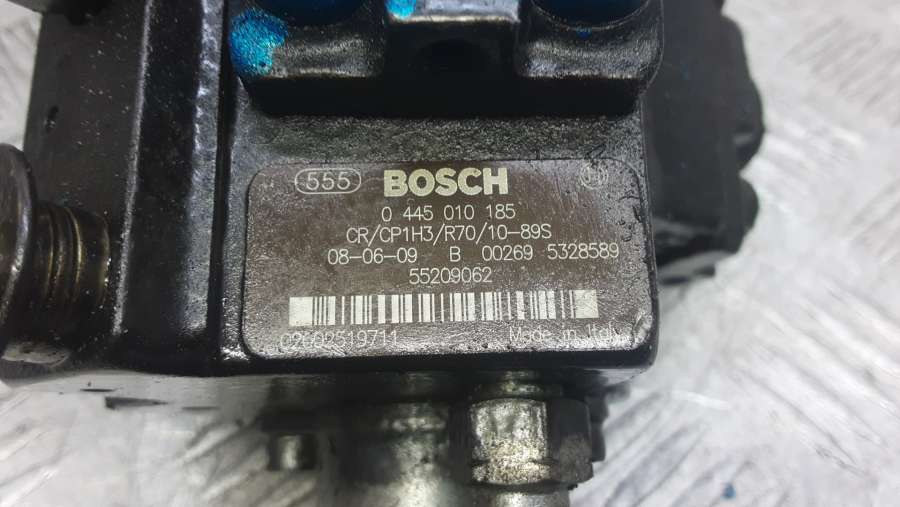 555 BOSCH
0 445 010 185
CR/CP1H3/R70/10-89S
08-06-09 B 00269 5328589
55209062
02002519711 Made in Italy